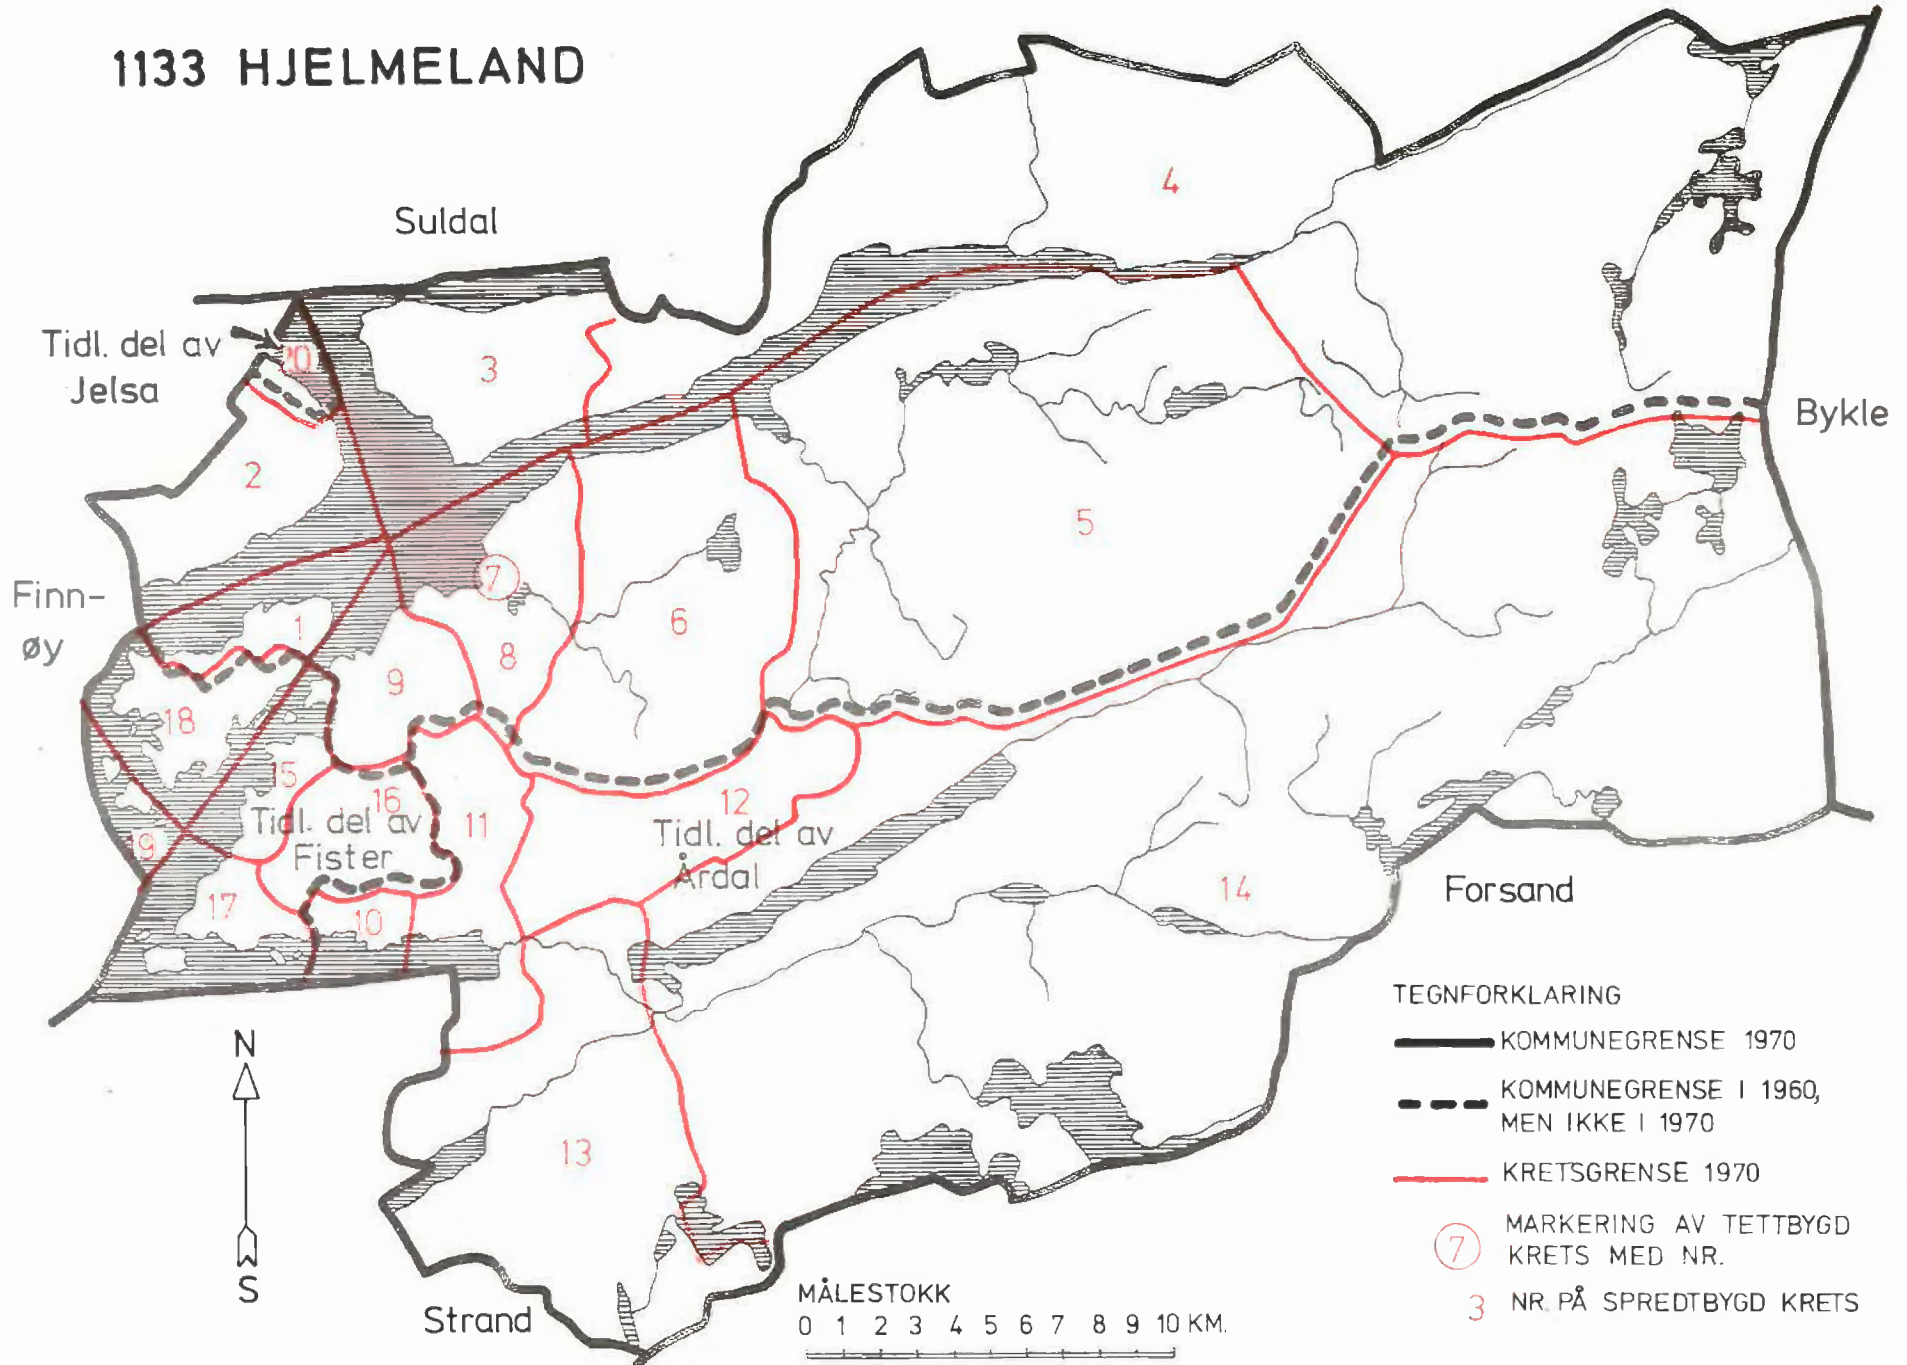 1133 HJELMELAND
4
Suldal
Tidl. del av
Jelsa
20
3
Bykle
2
5
7
Finn-
øy
1
6
8
9
18
15
16
Tidl. del av
Fister
11
12
Tidl. del av
Årdal
19
17
10
14
Forsand
13
N
S
Strand
MÅLESTOKK
0 1 2 3 4 5 6 7 8 9 10 KM.
TEGNFORKLARING
KOMMUNEGRENSE 1970
KOMMUNEGRENSE I 1960,
MEN IKKE I 1970
KRETSGRENSE 1970
7 MARKERING AV TETTBYGD
KRETS MED NR.
3 NR. PÅ SPREDTBYGD KRETS